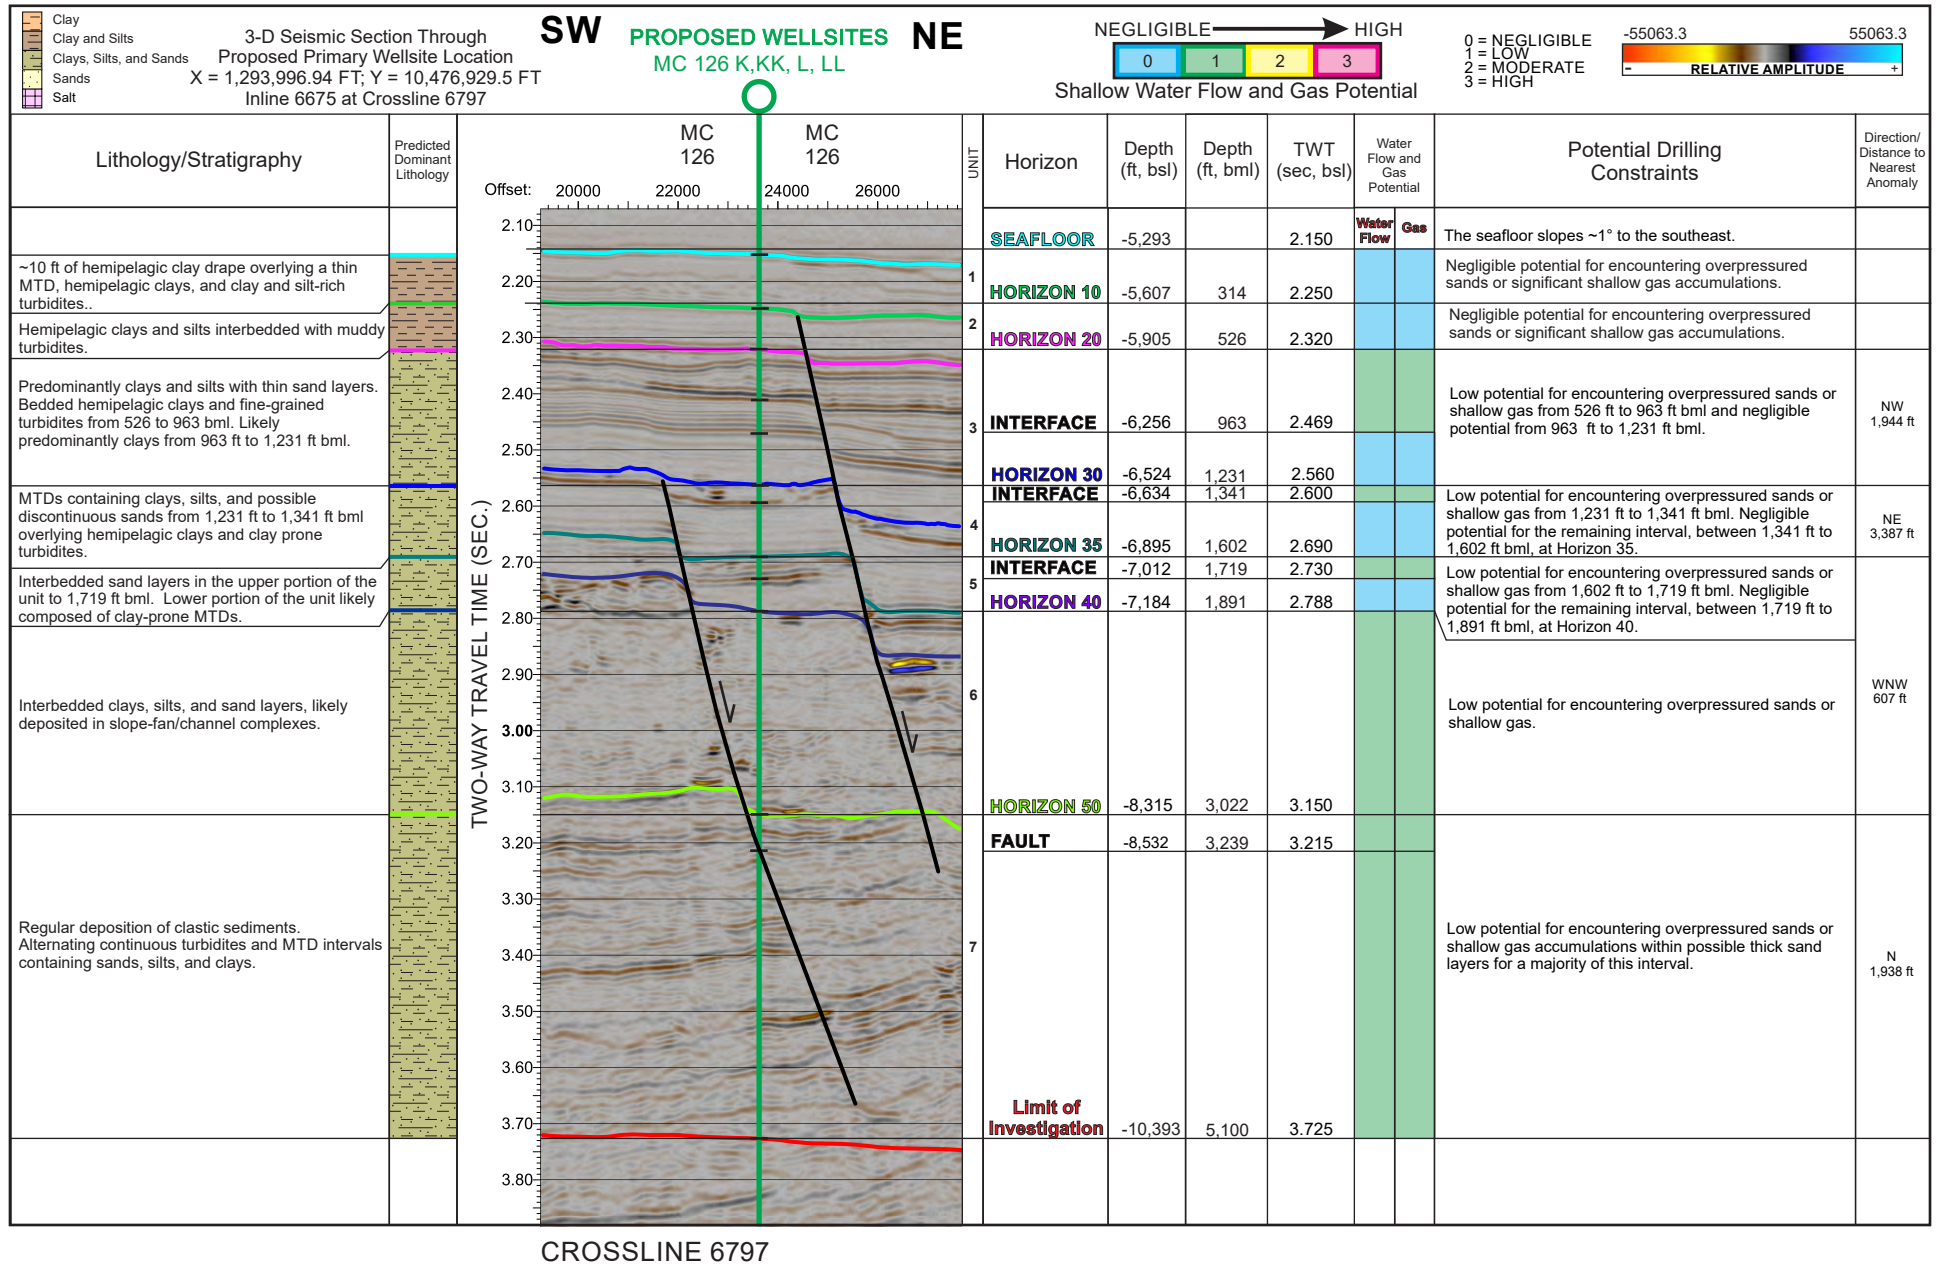 Clay
Clay and Silts
Clays, Silts, and Sands
Sands
Salt
3-D Seismic Section Through
Proposed Primary Wellsite Location
X = 1,293,996.94 FT; Y = 10,476,929.5 FT
Inline 6675 at Crossline 6797
SW
PROPOSED WELLSITES
MC 126 K,KK, L, LL
NE
NEGLIGIBLE HIGH
0 1 2 3
Shallow Water Flow and Gas Potential
0 = NEGLIGIBLE
1 = LOW
2 = MODERATE
3 = HIGH
-55063.3 55063.3
- RELATIVE AMPLITUDE +
Lithology/Stratigraphy
Predicted
Dominant
Lithology
MC
126
MC
126
Offset: 20000 22000 24000 26000
UNIT
Horizon
Depth
(ft, bsl)
Depth
(ft, bml)
TWT
(sec, bsl)
Water
Flow and
Gas
Potential
Potential Drilling
Constraints
Direction/
Distance to
Nearest
Anomaly
~10 ft of hemipelagic clay drape overlying a thin
MTD, hemipelagic clays, and clay and silt-rich
turbidites..
Hemipelagic clays and silts interbedded with muddy
turbidites.
Predominantly clays and silts with thin sand layers.
Bedded hemipelagic clays and fine-grained
turbidites from 526 to 963 bml. Likely
predominantly clays from 963 ft to 1,231 ft bml.
MTDs containing clays, silts, and possible
discontinuous sands from 1,231 ft to 1,341 ft bml
overlying hemipelagic clays and clay prone
turbidites.
Interbedded sand layers in the upper portion of the
unit to 1,719 ft bml. Lower portion of the unit likely
composed of clay-prone MTDs.
Interbedded clays, silts, and sand layers, likely
deposited in slope-fan/channel complexes.
Regular deposition of clastic sediments.
Alternating continuous turbidites and MTD intervals
containing sands, silts, and clays.
TWO-WAY TRAVEL TIME (SEC.)
2.10
2.20
2.30
2.40
2.50
2.60
2.70
2.80
2.90
3.00
3.10
3.20
3.30
3.40
3.50
3.60
3.70
3.80
1
2
3
4
5
6
7
SEAFLOOR -5,293 2.150
HORIZON 10 -5,607 314 2.250
HORIZON 20 -5,905 526 2.320
INTERFACE -6,256 963 2.469
HORIZON 30 -6,524 1,231 2.560
INTERFACE -6,634 1,341 2.600
HORIZON 35 -6,895 1,602 2.690
INTERFACE -7,012 1,719 2.730
HORIZON 40 -7,184 1,891 2.788
HORIZON 50 -8,315 3,022 3.150
FAULT -8,532 3,239 3.215
Limit of
Investigation -10,393 5,100 3.725
Water
Flow
Gas
The seafloor slopes ~1° to the southeast.
Negligible potential for encountering overpressured
sands or significant shallow gas accumulations.
Negligible potential for encountering overpressured
sands or significant shallow gas accumulations.
Low potential for encountering overpressured sands or
shallow gas from 526 ft to 963 ft bml and negligible
potential from 963 ft to 1,231 ft bml.
NW
1,944 ft
Low potential for encountering overpressured sands or
shallow gas from 1,231 ft to 1,341 ft bml. Negligible
potential for the remaining interval, between 1,341 ft to
1,602 ft bml, at Horizon 35.
NE
3,387 ft
Low potential for encountering overpressured sands or
shallow gas from 1,602 ft to 1,719 ft bml. Negligible
potential for the remaining interval, between 1,719 ft to
1,891 ft bml, at Horizon 40.
Low potential for encountering overpressured sands or
shallow gas.
WNW
607 ft
Low potential for encountering overpressured sands or
shallow gas accumulations within possible thick sand
layers for a majority of this interval.
N
1,938 ft
CROSSLINE 6797